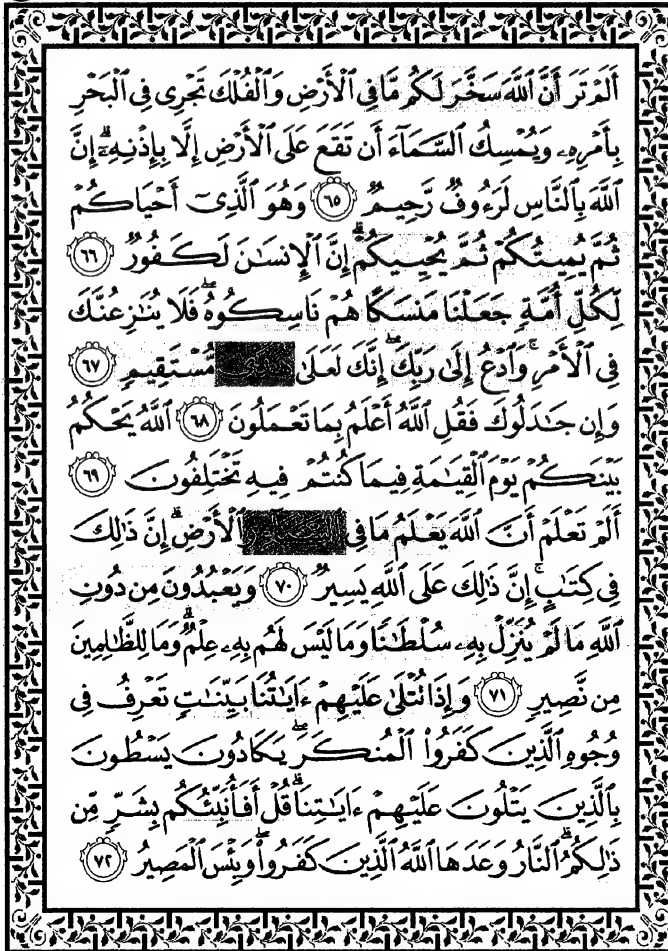 أَلَمْ تَرَ أَنَّ ٱللَّهَ سَخَّرَ لَكُم مَّا فِى ٱلْأَرْضِ وَٱلْفُلْكَ تَجْرِى فِى ٱلْبَحْرِ
بِأَمْرِهِۦ وَيُمْسِكُ ٱلسَّمَآءَ أَن تَقَعَ عَلَى ٱلْأَرْضِ إِلَّا بِإِذْنِهِۦٓ ۗ إِنَّ
ٱللَّهَ بِٱلنَّاسِ لَرَءُوفٌ رَّحِيمٌ ٦٥ وَهُوَ ٱلَّذِىٓ أَحْيَاكُمْ
ثُمَّ يُمِيتُكُمْ ثُمَّ يُحْيِيكُمْ ۗ إِنَّ ٱلْإِنسَـٰنَ لَكَفُورٌ ٦٦
لِّكُلِّ أُمَّةٍ جَعَلْنَا مَنسَكًا هُمْ نَاسِكُوهُ ۖ فَلَا يُنَـٰزِعُنَّكَ
فِى ٱلْأَمْرِ ۚ وَٱدْعُ إِلَىٰ رَبِّكَ ۖ إِنَّكَ لَعَلَىٰ هُدًى مُّسْتَقِيمٍ ٦٧
وَإِن جَـٰدَلُوكَ فَقُلِ ٱللَّهُ أَعْلَمُ بِمَا تَعْمَلُونَ ٦٨ ٱللَّهُ يَحْكُمُ
بَيْنَكُمْ يَوْمَ ٱلْقِيَـٰمَةِ فِيمَا كُنتُمْ فِيهِ تَخْتَلِفُونَ ٦٩
أَلَمْ تَعْلَمْ أَنَّ ٱللَّهَ يَعْلَمُ مَا فِى ٱلْأَرْضِ ۗ إِنَّ ذَٰلِكَ
فِى كِتَـٰبٍ ۚ إِنَّ ذَٰلِكَ عَلَى ٱللَّهِ يَسِيرٌ ٧٠ وَيَعْبُدُونَ مِن دُونِ
ٱللَّهِ مَا لَمْ يُنَزِّلْ بِهِۦ سُلْطَـٰنًا وَمَا لَيْسَ لَهُم بِهِۦ عِلْمٌ ۗ وَمَا لِلظَّـٰلِمِينَ
مِن نَّصِيرٍ ٧١ وَإِذَا تُتْلَىٰ عَلَيْهِمْ ءَايَـٰتُنَا بَيِّنَـٰتٍ تَعْرِفُ فِى
وُجُوهِ ٱلَّذِينَ كَفَرُوا۟ ٱلْمُنكَرَ ۖ يَكَادُونَ يَسْطُونَ
بِٱلَّذِينَ يَتْلُونَ عَلَيْهِمْ ءَايَـٰتِنَا ۗ قُلْ أَفَأُنَبِّئُكُم بِشَرٍّ مِّن
ذَٰلِكُمُ ۗ ٱلنَّارُ وَعَدَهَا ٱللَّهُ ٱلَّذِينَ كَفَرُوا۟ ۖ وَبِئْسَ ٱلْمَصِيرُ ٧٢